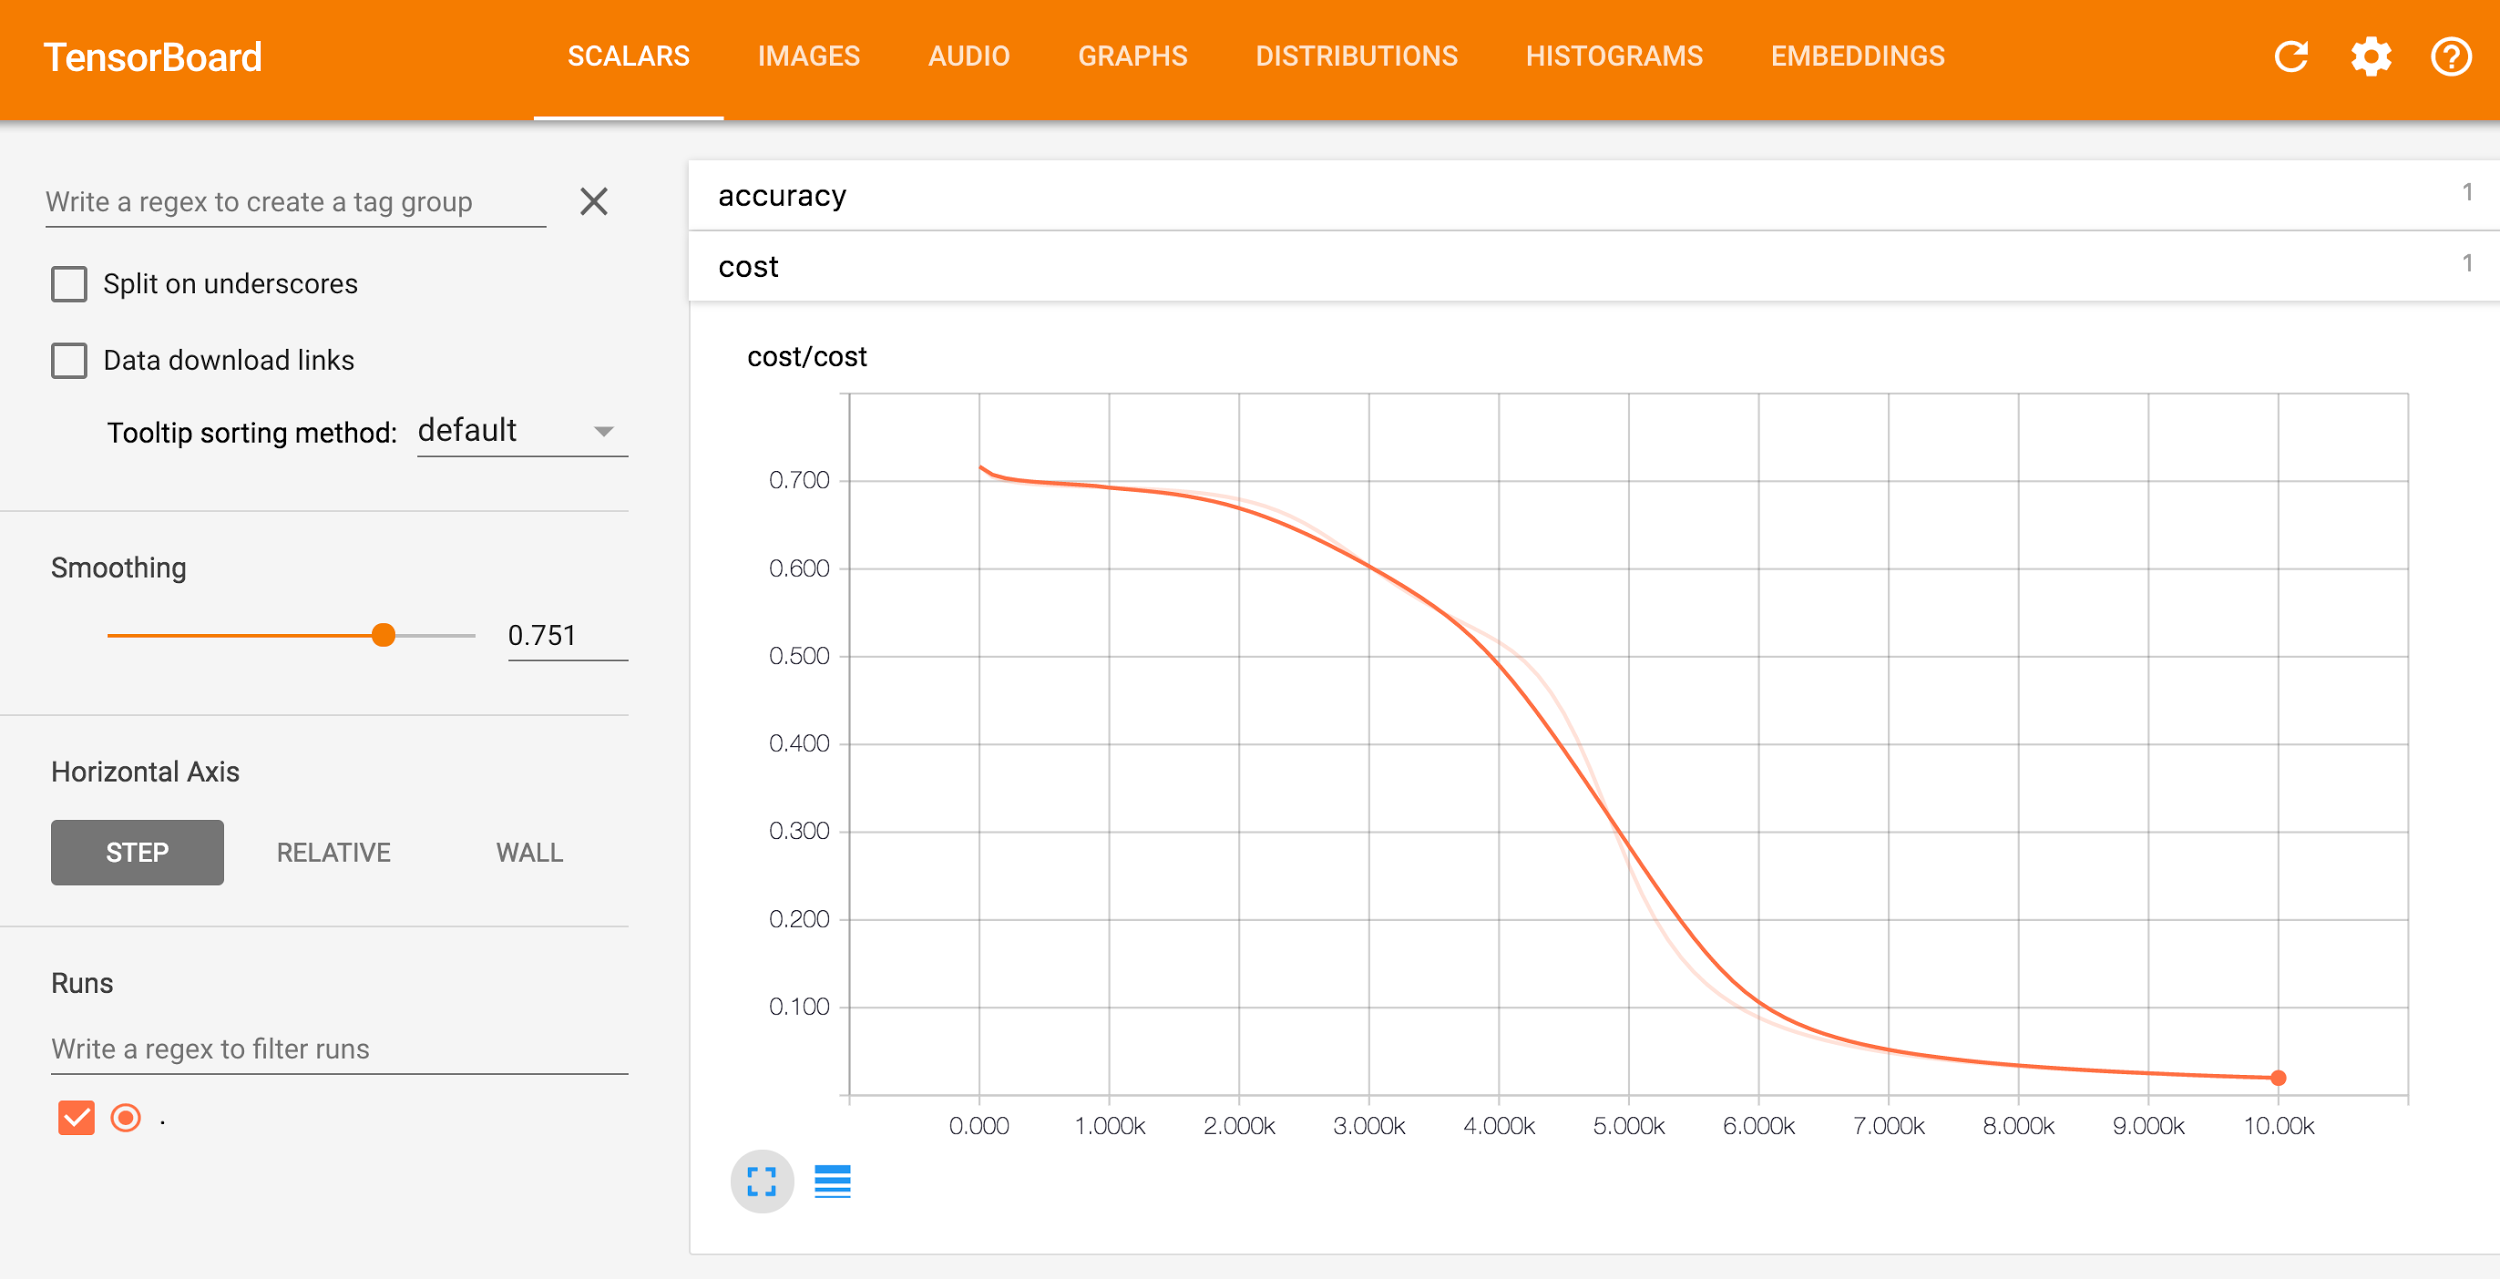 TensorBoard
SCALARS IMAGES AUDIO GRAPHS DISTRIBUTIONS HISTOGRAMS EMBEDDINGS
Write a regex to create a tag group
Split on underscores
Data download links
Tooltip sorting method: default
Smoothing
0.751
Horizontal Axis
STEP RELATIVE WALL
Runs
Write a regex to filter runs
.
accuracy 1
cost 1
cost/cost
0.700
0.600
0.500
0.400
0.300
0.200
0.100
0.000 1.000k 2.000k 3.000k 4.000k 5.000k 6.000k 7.000k 8.000k 9.000k 10.00k